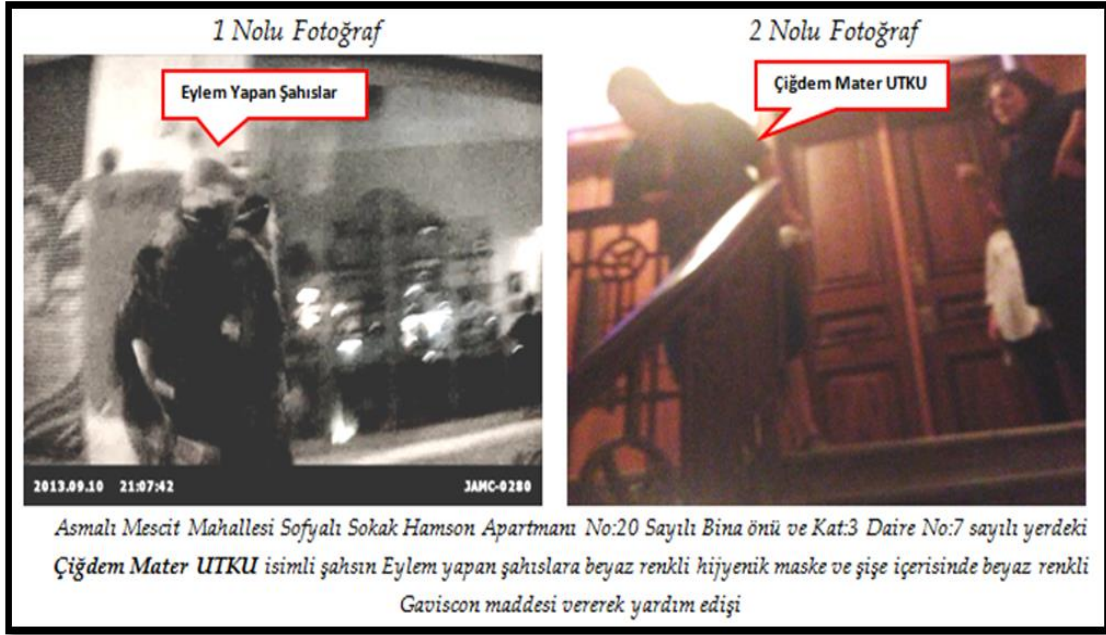 1 Nolu Fotoğraf
2 Nolu Fotoğraf
Eylem Yapan Şahıslar
Çiğdem Mater UTKU
2013.09.10 21:07:42
JAMC-0280
Asmalı Mescit Mahallesi Sofyalı Sokak Hamson Apartmanı No:20 Sayılı Bina önü ve Kat:3 Daire No:7 sayılı yerdeki
Çiğdem Mater UTKU isimli şahsın Eylem yapan şahıslara beyaz renkli hijyenik maske ve şişe içerisinde beyaz renkli
Gaviscon maddesi vererek yardım edişi